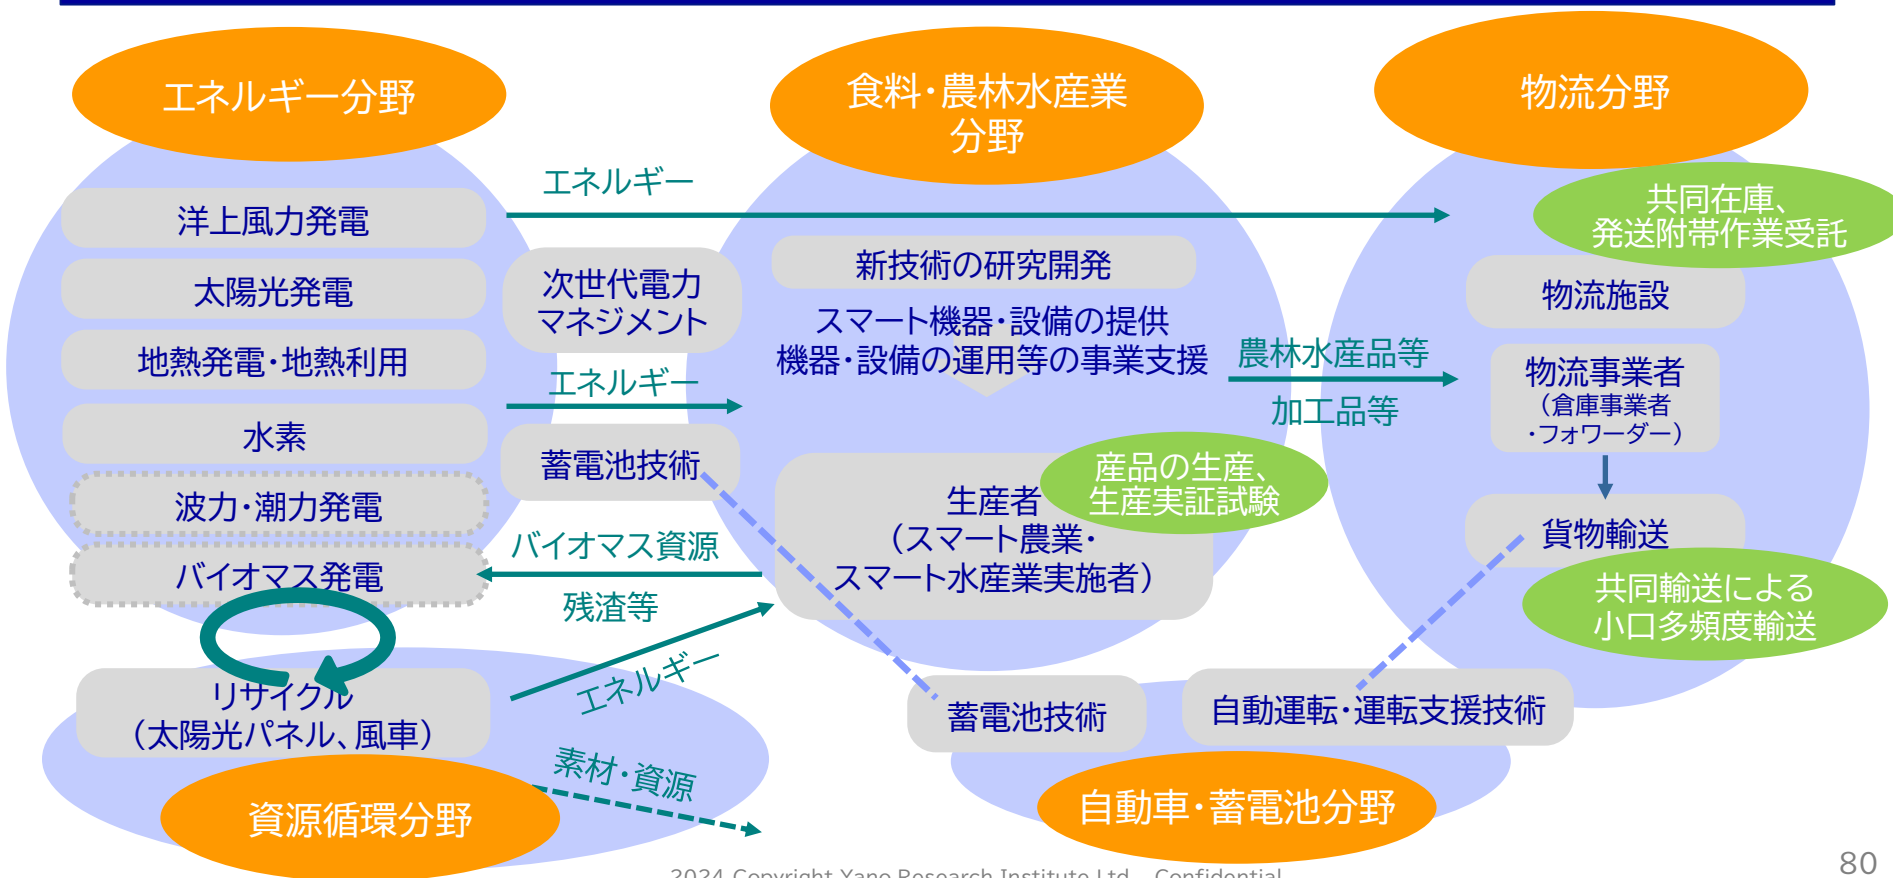 エネルギー分野
洋上風力発電
太陽光発電
地熱発電・地熱利用
水素
波力・潮力発電
バイオマス発電
エネルギー
次世代電力
マネジメント
エネルギー
蓄電池技術
バイオマス資源
残渣等
エネルギー
食料・農林水産業
分野
新技術の研究開発
スマート機器・設備の提供
機器・設備の運用等の事業支援
産品の生産、
生産実証試験
生産者
（スマート農業・
スマート水産業実施者）
農林水産品等
加工品等
物流分野
共同在庫、
発送附帯作業受託
物流施設
物流事業者
（倉庫事業者
・フォワーダー）
貨物輸送
共同輸送による
小口多頻度輸送
リサイクル
（太陽光パネル、風車）
資源循環分野
素材・資源
蓄電池技術
自動運転・運転支援技術
自動車・蓄電池分野
2024 Copyright Yano Research Institute Ltd. Confidential
80